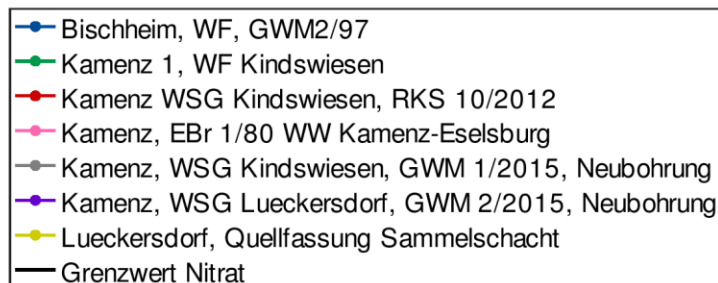 Bischheim, WF, GWM2/97
Kamenz 1, WF Kindswiesen
Kamenz WSG Kindswiesen, RKS 10/2012
Kamenz, EBr 1/80 WW Kamenz-Eselsburg
Kamenz, WSG Kindswiesen, GWM 1/2015, Neubohrung
Kamenz, WSG Lueckersdorf, GWM 2/2015, Neubohrung
Lueckersdorf, Quellfassung Sammelschacht
Grenzwert Nitrat